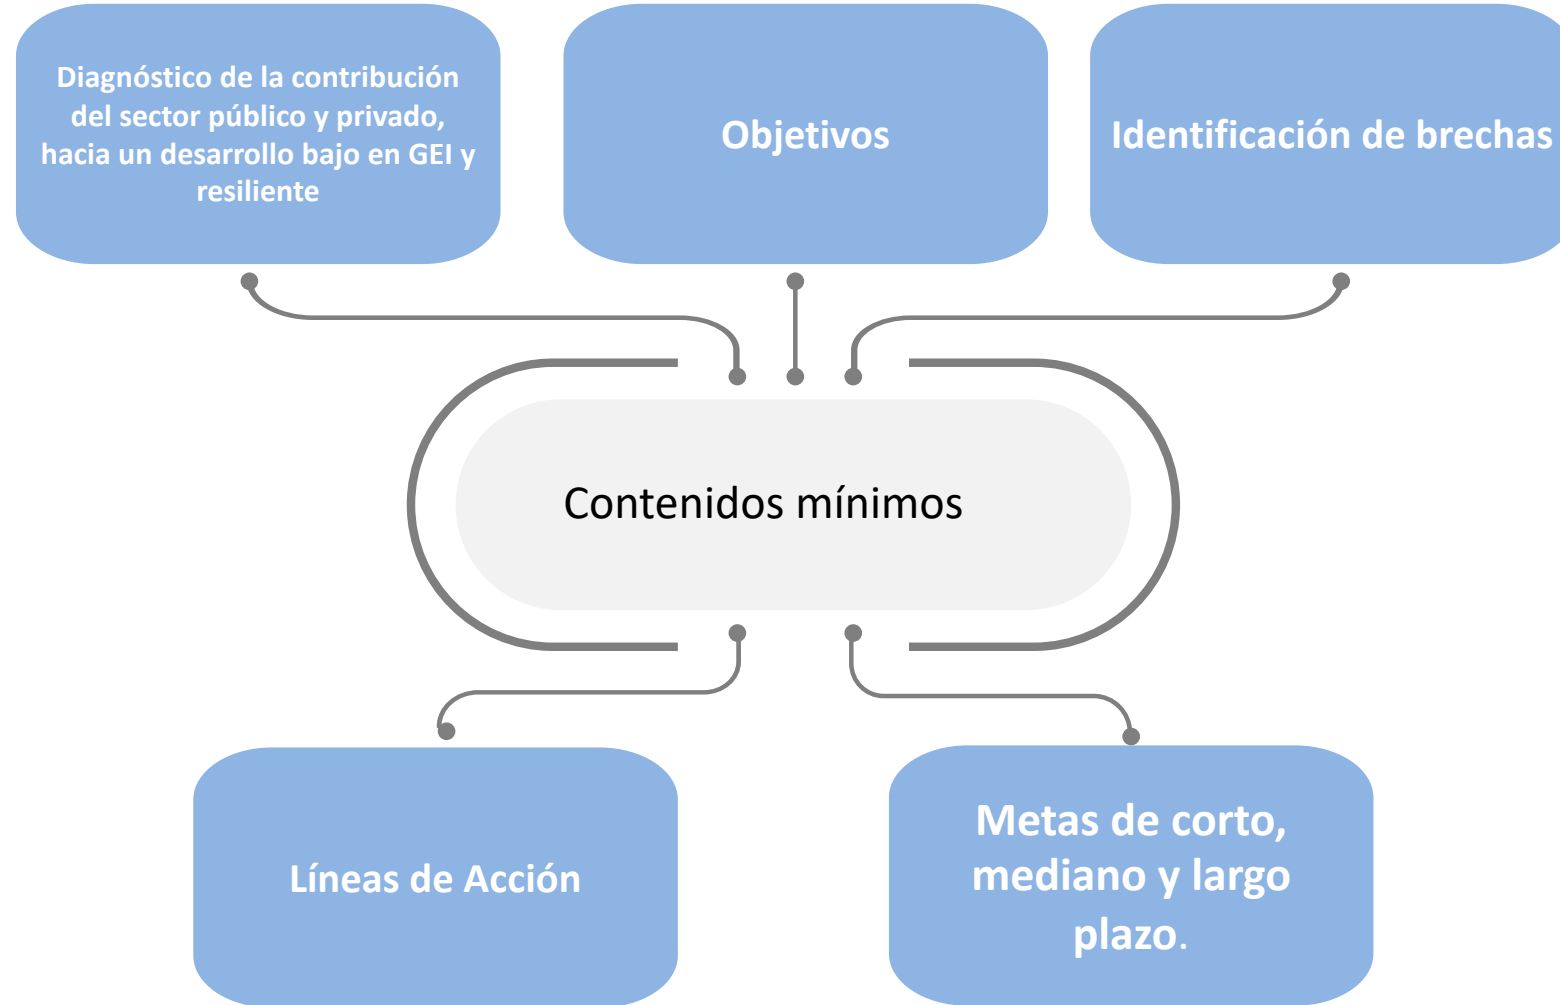 Diagnóstico de la contribución
del sector público y privado,
hacia un desarrollo bajo en GEI y
resiliente
Objetivos
Identificación de brechas
Contenidos mínimos
Líneas de Acción
Metas de corto,
mediano y largo
plazo.